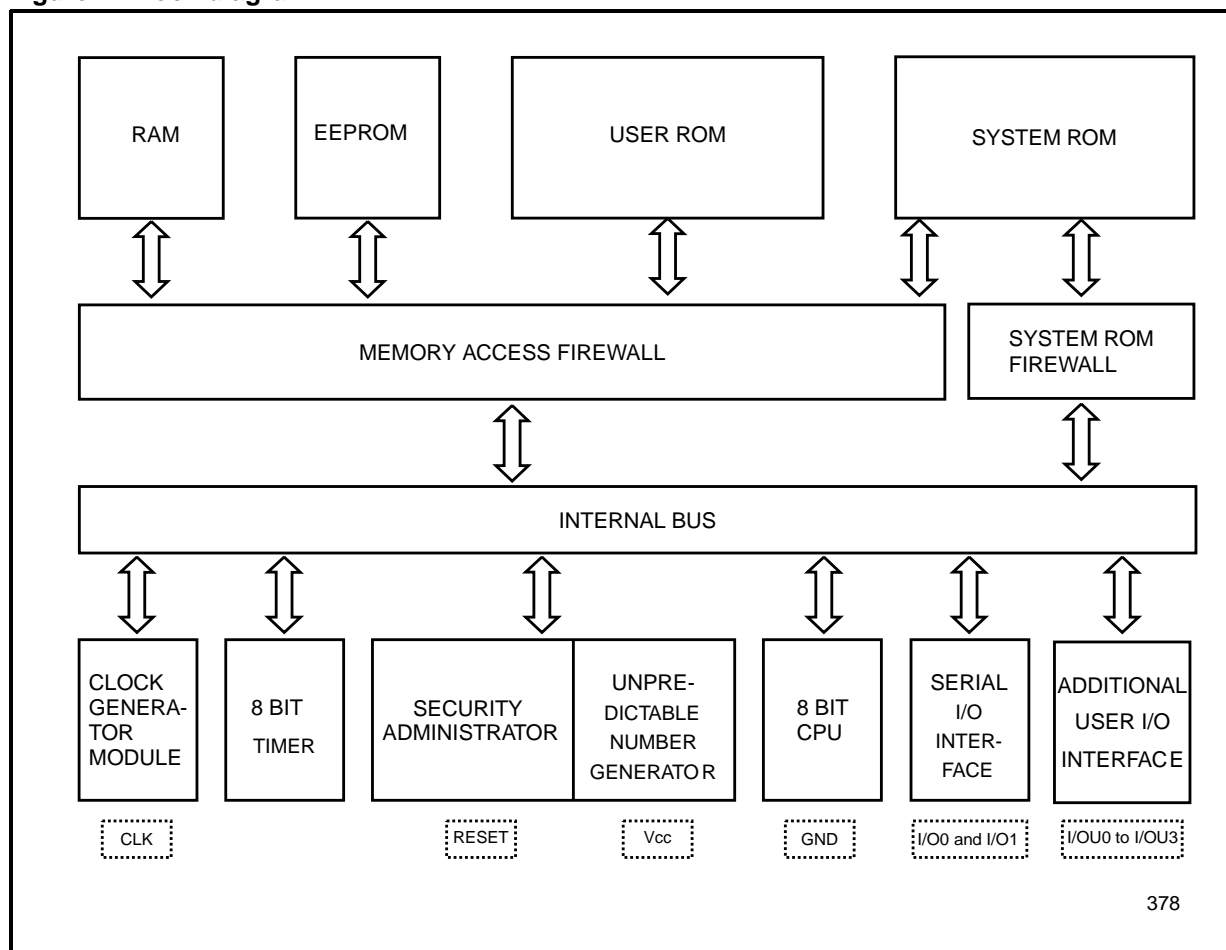 RAM
EEPROM
USER ROM
SYSTEM ROM
MEMORY ACCESS FIREWALL
SYSTEM ROM
FIREWALL
INTERNAL BUS
CLOCK
GENERA-
TOR
MODULE
8 BIT
TIMER
SECURITY
ADMINISTRATOR
UNPRE-
DICTABLE
NUMBER
GENERATOR
8 BIT
CPU
SERIAL
I/O
INTER-
FACE
ADDITIONAL
USER I/O
INTERFACE
CLK
RESET
Vcc
GND
I/O0 and I/O1
I/OU0 to I/OU3
378